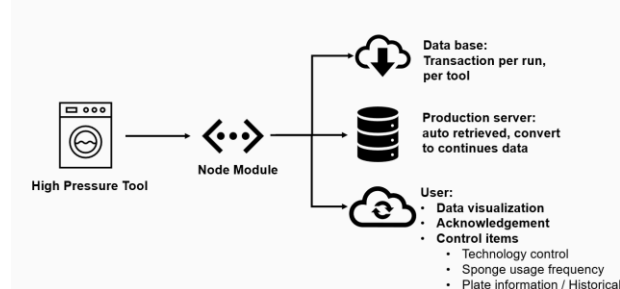 Data base:
Transaction per run,
per tool
Production server:
auto retrieved, convert
to continues data
High Pressure Tool
Node Module
User:
• Data visualization
• Acknowledgement
• Control items
• Technology control
• Sponge usage frequency
• Plate information / Historical